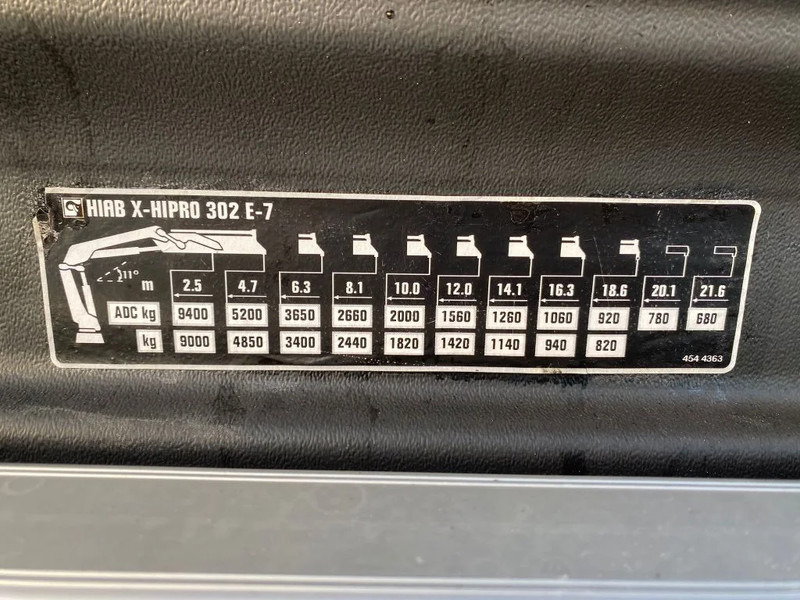 HIAB X-HIPRO 302 E-7
11° m 2.5 4.7 6.3 8.1 10.0 12.0 14.1 16.3 18.6 20.1 21.6
ADC kg 9400 5200 3650 2660 2000 1560 1260 1060 920 780 680
kg 9000 4850 3400 2440 1820 1420 1140 940 820
454 4363